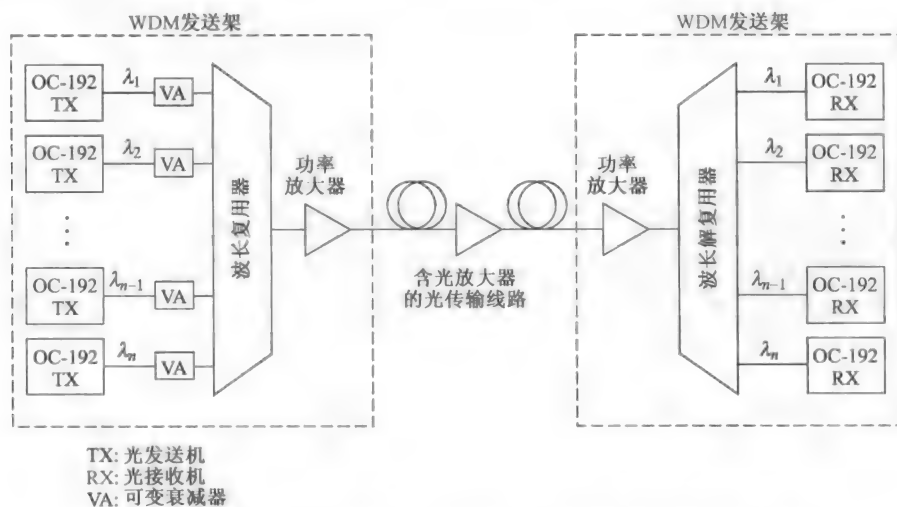 WDM发送架
WDM发送架
OC-192
TX
λ₁
VA
OC-192
TX
λ₂
VA
OC-192
TX
λₙ₋₁
VA
OC-192
TX
λₙ
VA
波长复用器
功率
放大器
含光放大器
的光传输线路
功率
放大器
波长解复用器
λ₁
OC-192
RX
λ₂
OC-192
RX
λₙ₋₁
OC-192
RX
λₙ
OC-192
RX
TX: 光发送机
RX: 光接收机
VA: 可变衰减器